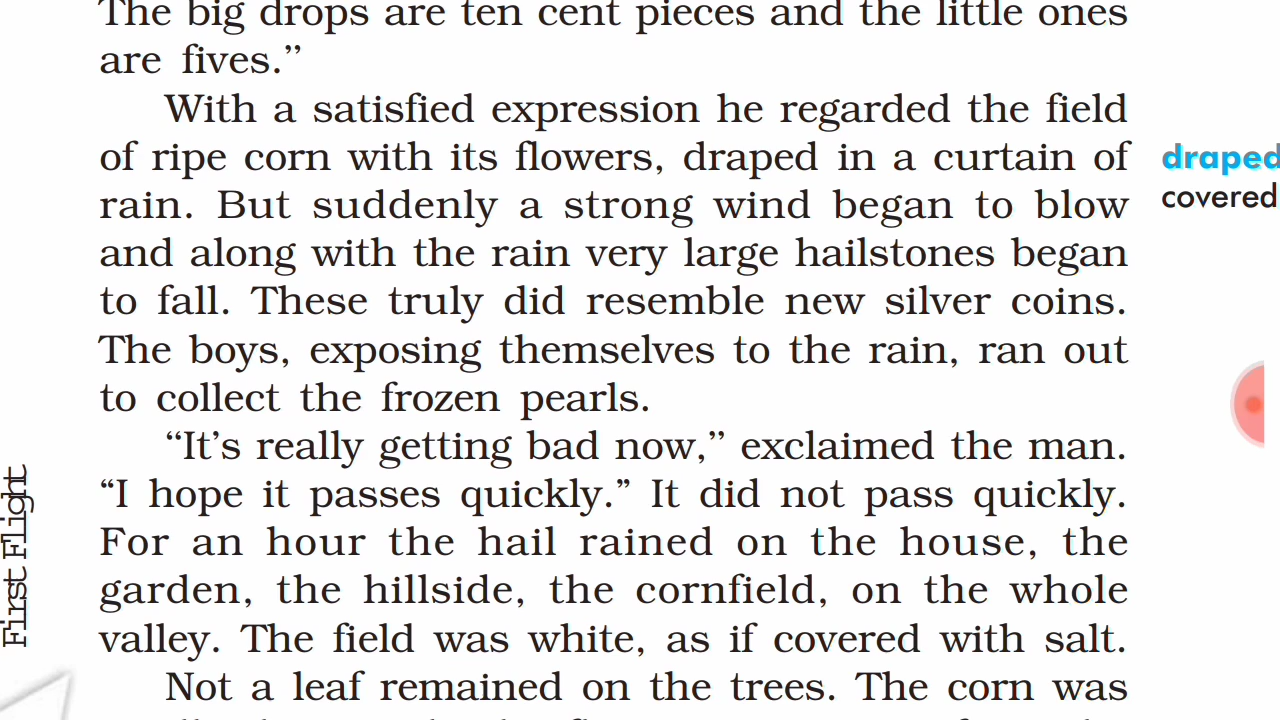 The big drops are ten cent pieces and the little ones
are fives.”
With a satisfied expression he regarded the field
of ripe corn with its flowers, draped in a curtain of
rain. But suddenly a strong wind began to blow
and along with the rain very large hailstones began
to fall. These truly did resemble new silver coins.
The boys, exposing themselves to the rain, ran out
to collect the frozen pearls.
“It’s really getting bad now,” exclaimed the man.
“I hope it passes quickly.” It did not pass quickly.
For an hour the hail rained on the house, the
garden, the hillside, the cornfield, on the whole
valley. The field was white, as if covered with salt.
Not a leaf remained on the trees. The corn was
draped
covered
First Flight